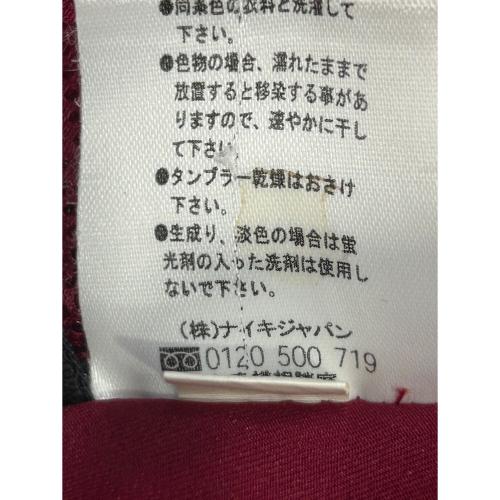 ●同系色の衣料と洗濯して
下さい。
●色物の場合、濡れたままで
放置すると移染する事があ
りますので、速やかに干し
て下さい。
●タンブラー乾燥はおさけ
下さい。
●生成り、淡色の場合は蛍
光剤の入った洗剤は使用し
ないで下さい。
(株)ナイキジャパン
0120 500 719